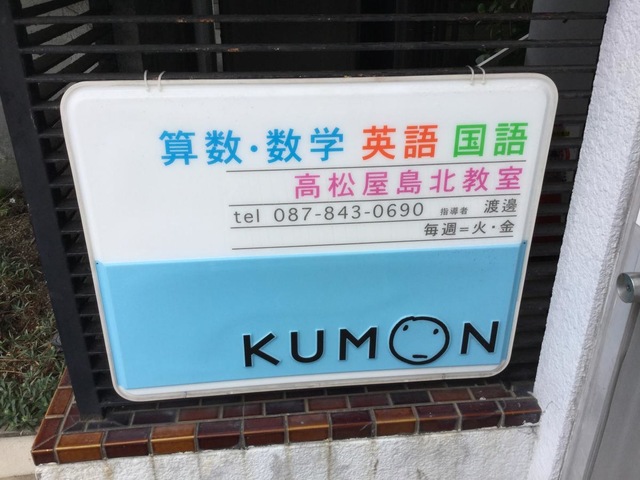 算数・数学 英語 国語
高松屋島北教室
tel 087-843-0690 指導者 渡邊
毎週=火・金
KUMON